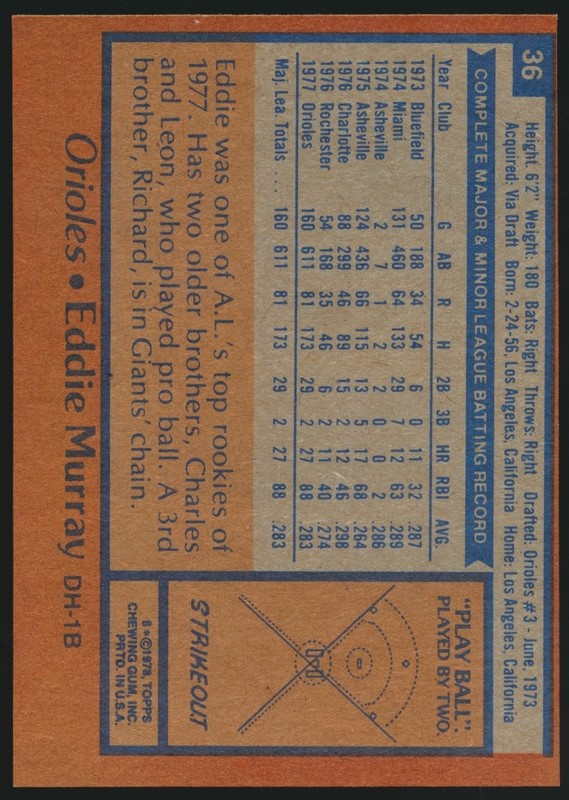 36
Height: 6'2" Weight: 180 Bats: Right Throws: Right Drafted: Orioles #3 - June, 1973
Acquired: Via Draft Born: 2-24-56, Los Angeles, California Home: Los Angeles, California
COMPLETE MAJOR & MINOR LEAGUE BATTING RECORD
Year Club G AB R H 2B 3B HR RBI AVG.
1973 Bluefield 50 188 34 54 6 0 11 32 .287
1974 Miami 131 460 64 133 29 7 12 63 .289
1974 Asheville 2 7 1 2 2 0 0 2 .286
1975 Asheville 124 436 66 115 13 5 17 68 .264
1976 Charlotte 88 299 46 89 15 2 12 46 .298
1976 Rochester 54 168 35 46 6 2 11 40 .274
1977 Orioles 160 611 81 173 29 2 27 88 .283
Maj. Lea. Totals .... 160 611 81 173 29 2 27 88 .283
Eddie was one of A.L.'s top rookies of
1977. Has two older brothers, Charles
and Leon, who played pro ball. A 3rd
brother, Richard, is in Giants' chain.
"PLAY BALL".
PLAYED BY TWO.
STRIKEOUT
5*©1978, TOPPS
CHEWING GUM, INC.
PRTD. IN U.S.A.
Orioles • Eddie Murray DH-1B